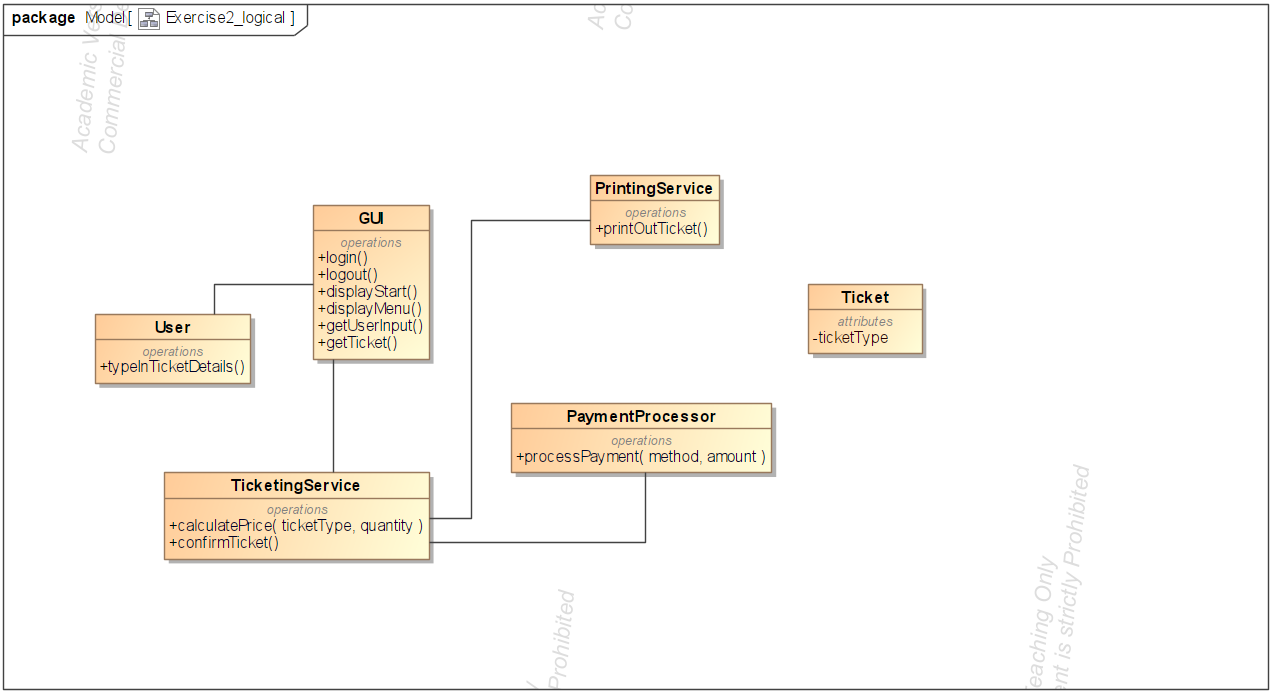 package Model [ Exercise2_logical ]
Academic Ve
Commercial
Co
PrintingService
operations
+printOutTicket()
GUI
operations
+login()
+logout()
+displayStart()
+displayMenu()
+getUserInput()
+getTicket()
Ticket
attributes
-ticketType
User
operations
+typeInTicketDetails()
PaymentProcessor
operations
+processPayment( method, amount )
TicketingService
operations
+calculatePrice( ticketType, quantity )
+confirmTicket()
Prohibited
eaching Only
ent is strictly Prohibited